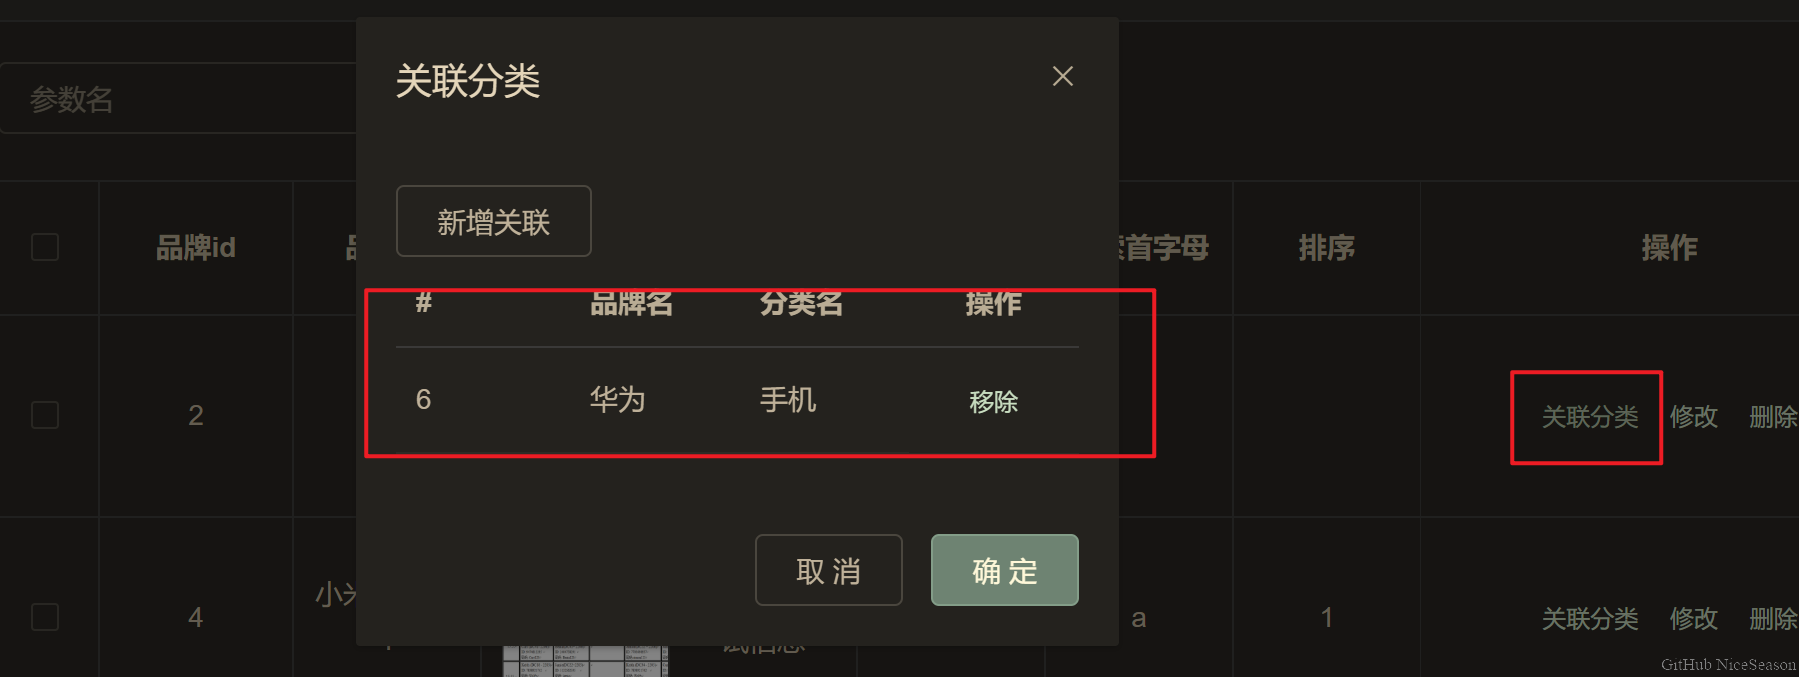 关联分类
参数名
新增关联
品牌id
首字母 排序 操作
# 品牌名 分类名 操作
6 华为 手机 移除
2 关联分类 修改 删除
取 消 确 定
小
4 a 1 关联分类 修改 删除
GitHub NiceSeason